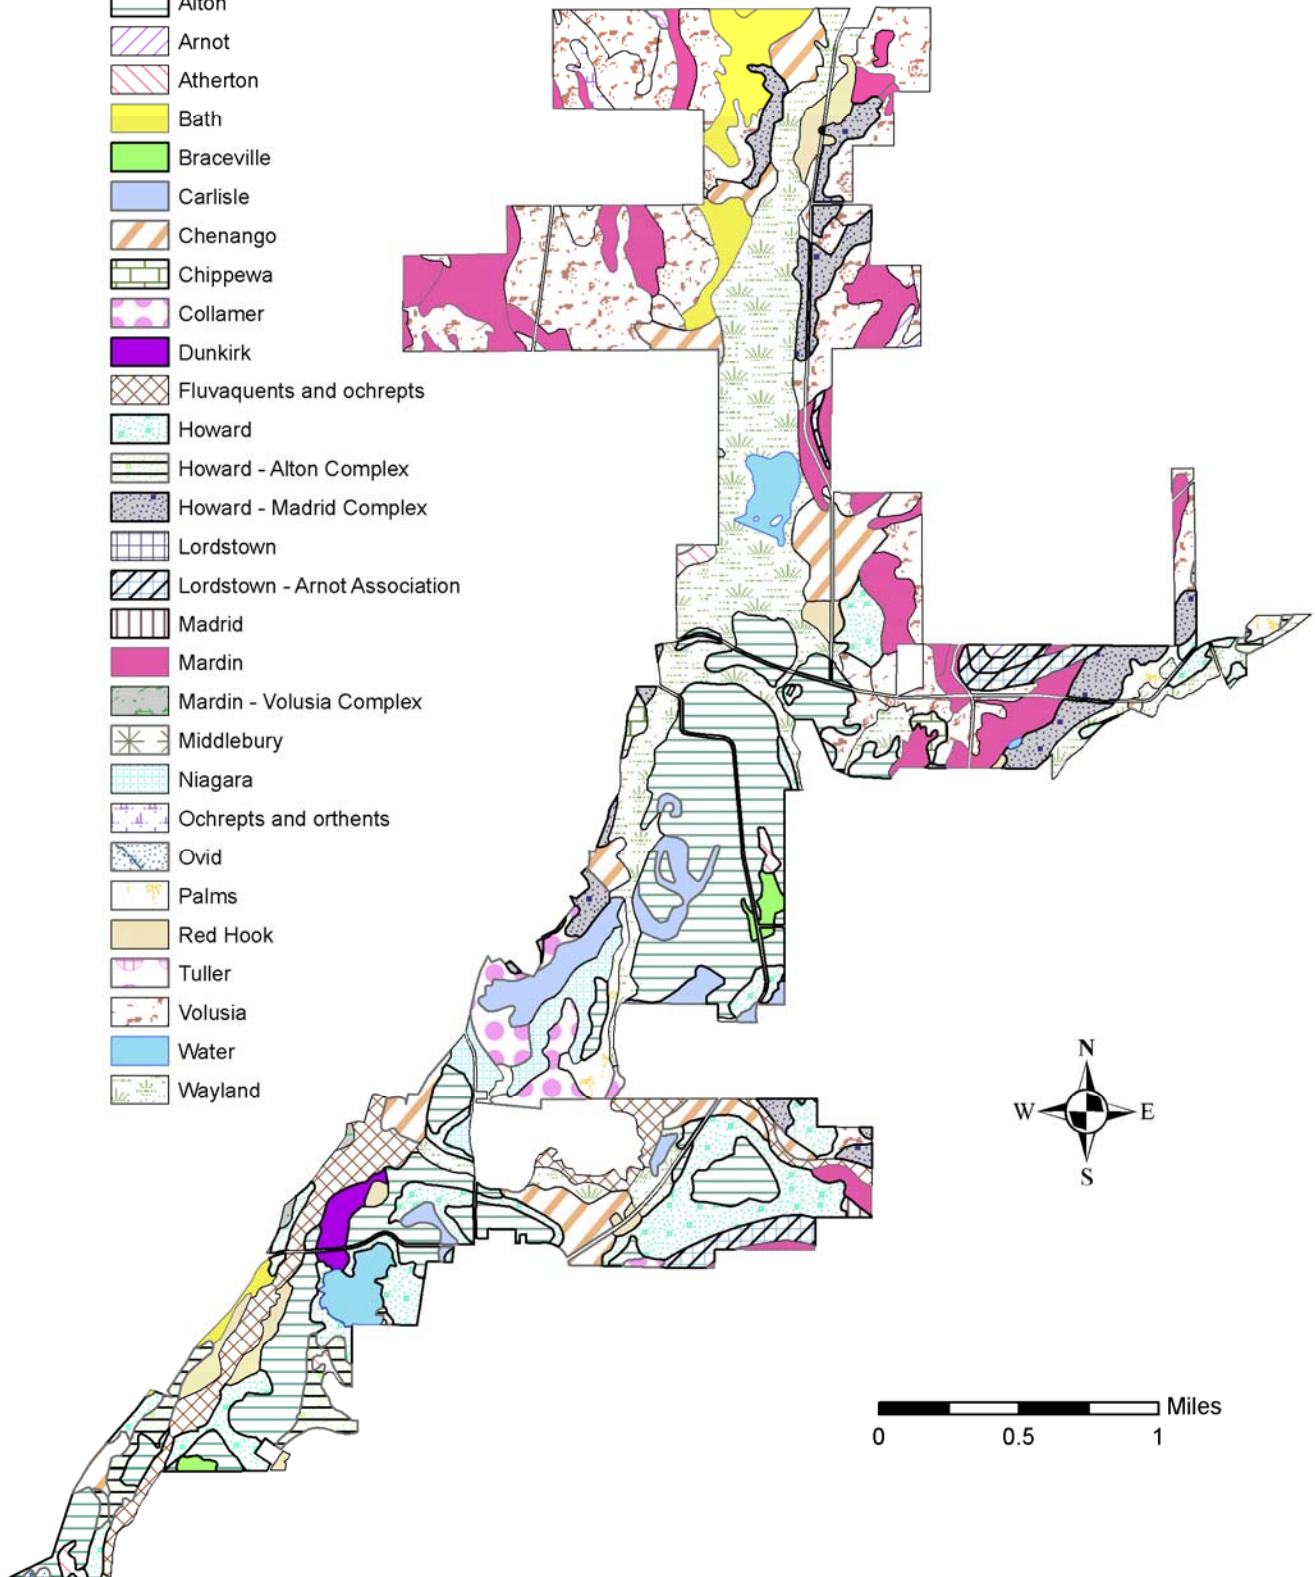 Alton
Arnot
Atherton
Bath
Braceville
Carlisle
Chenango
Chippewa
Collamer
Dunkirk
Fluvaquents and ochrepts
Howard
Howard - Alton Complex
Howard - Madrid Complex
Lordstown
Lordstown - Arnot Association
Madrid
Mardin
Mardin - Volusia Complex
Middlebury
Niagara
Ochrepts and orthents
Ovid
Palms
Red Hook
Tuller
Volusia
Water
Wayland
N
W E
S
Miles
0 0.5 1